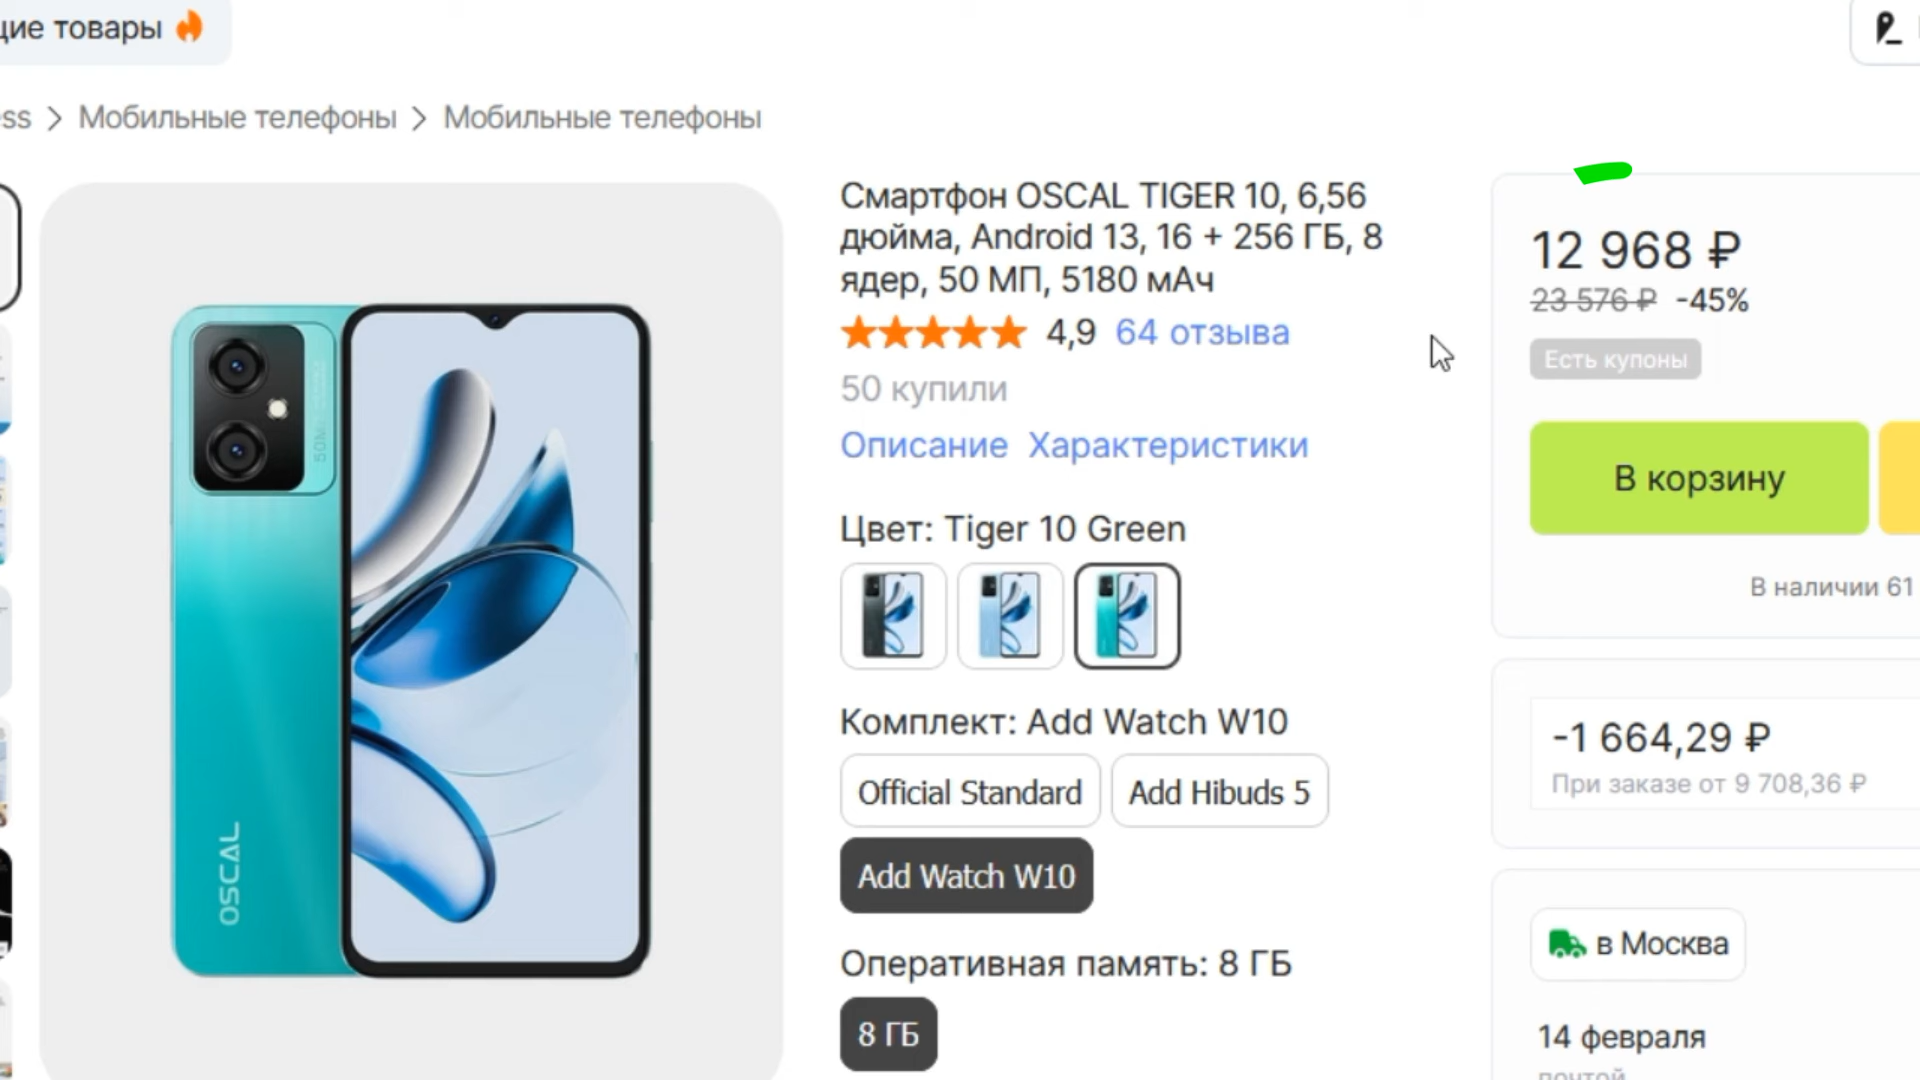 щие товары
ss > Мобильные телефоны > Мобильные телефоны
Смартфон OSCAL TIGER 10, 6,56
дюйма, Android 13, 16 + 256 ГБ, 8
ядер, 50 МП, 5180 мАч
4,9 64 отзыва
50 купили
Описание Характеристики
Цвет: Tiger 10 Green
Комплект: Add Watch W10
Official Standard
Add Hibuds 5
Add Watch W10
Оперативная память: 8 ГБ
8 ГБ
OSCAL
12 968 ₽
23 576 ₽ -45%
Есть купоны
В корзину
В наличии 61
-1 664,29 ₽
При заказе от 9 708,36 ₽
в Москва
14 февраля
почтой